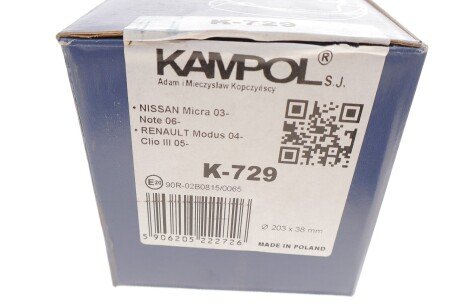 K-729
KAMPOL® S.J.
Adam i Mieczysław Kopczyńscy
• NISSAN Micra 03-
Note 06-
• RENAULT Modus 04-
Clio III 05-
K-729
E20 90R-02B0815/0065
5 906205 222726
Ø 203 x 38 mm
MADE IN POLAND